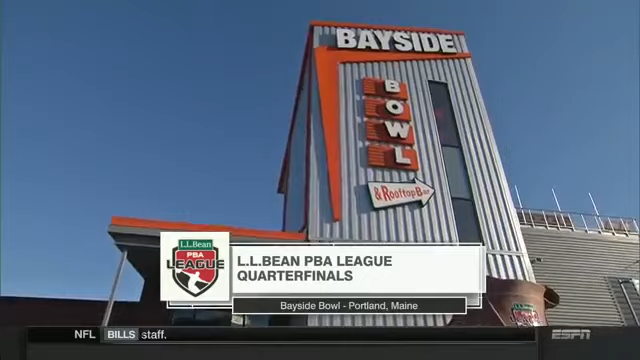 BAYSIDE
BOWL
& Rooftop Bar
L.L.Bean
PBA
LEAGUE
L.L.BEAN PBA LEAGUE
QUARTERFINALS
Bayside Bowl - Portland, Maine
NFL BILLS staff.
ESPN